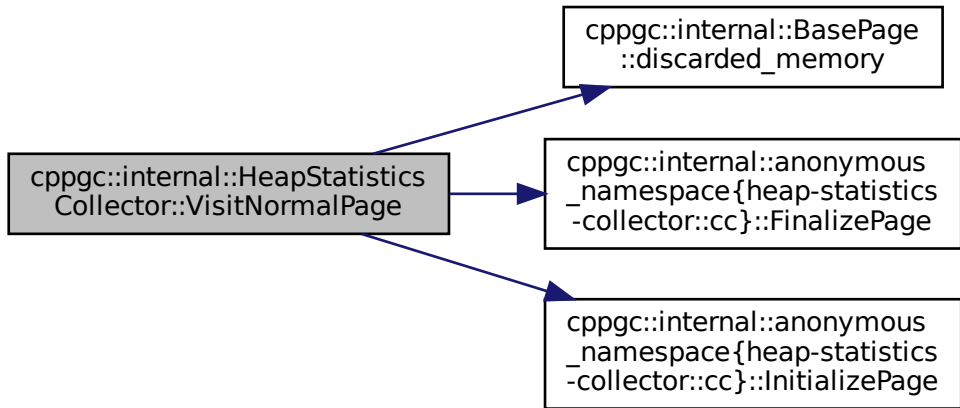 cppgc::internal::BasePage
::discarded_memory
cppgc::internal::HeapStatistics
Collector::VisitNormalPage
cppgc::internal::anonymous
_namespace{heap-statistics
-collector::cc}::FinalizePage
cppgc::internal::anonymous
_namespace{heap-statistics
-collector::cc}::InitializePage